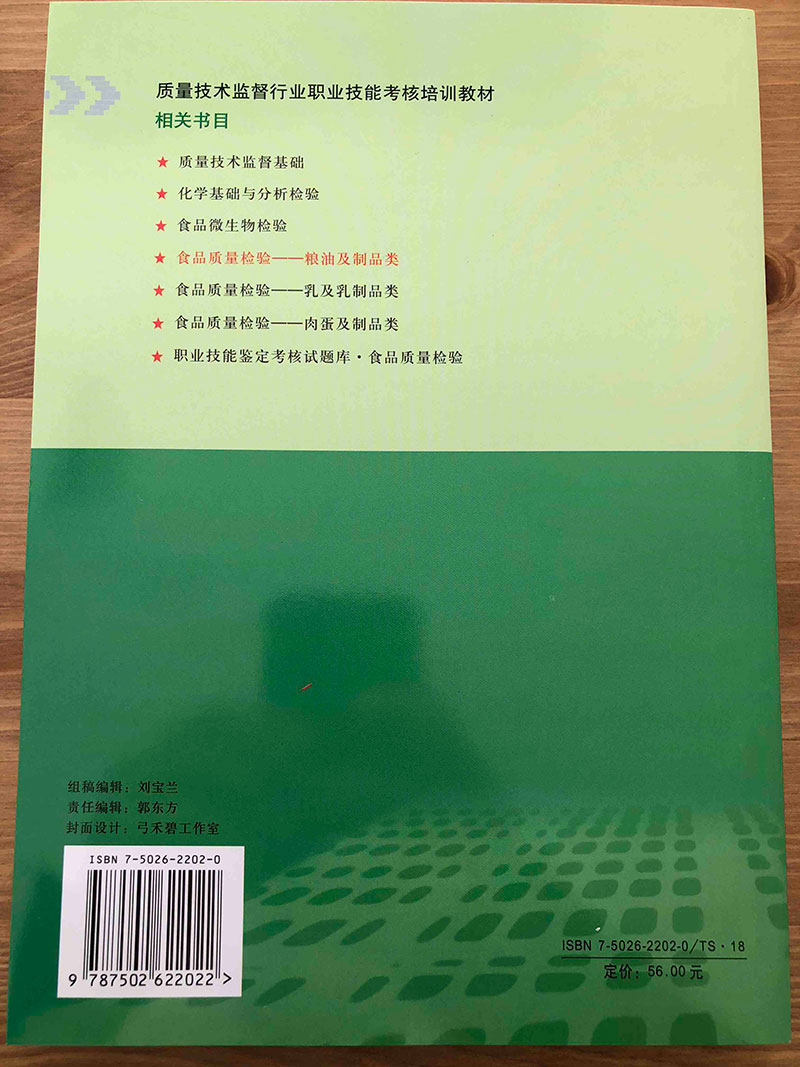 质量技术监督行业职业技能考核培训教材
相关书目
★ 质量技术监督基础
★ 化学基础与分析检验
★ 食品微生物检验
★ 食品质量检验——粮油及制品类
★ 食品质量检验——乳及乳制品类
★ 食品质量检验——肉蛋及制品类
★ 职业技能鉴定考核试题库·食品质量检验
组稿编辑：刘宝兰
责任编辑：郭东方
封面设计：弓禾碧工作室
ISBN 7-5026-2202-0
9 787502 622022 >
ISBN 7-5026-2202-0/TS·18
定价：56.00 元